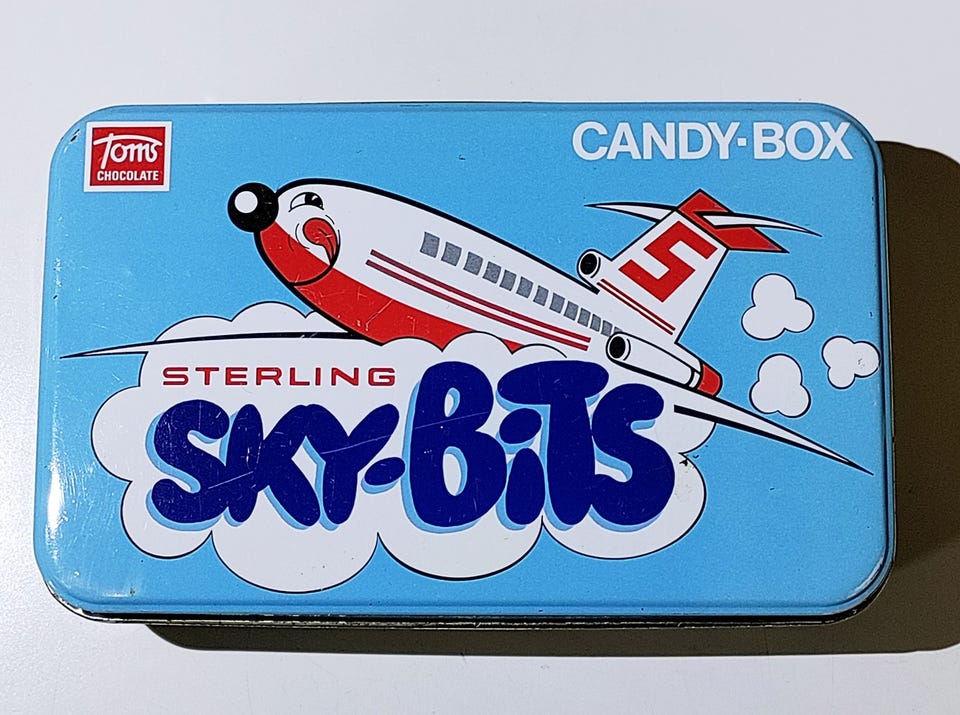 Toms
CHOCOLATE
CANDY·BOX
S
STERLING
SKY·BiTS